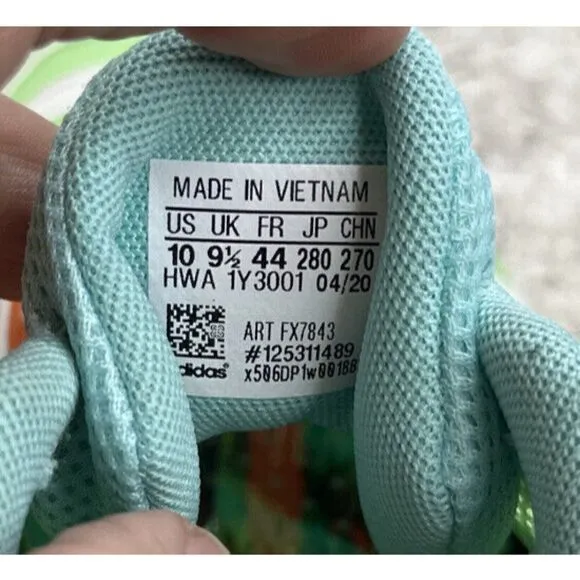 MADE IN VIETNAM
US UK FR JP CHN
10 9½ 44 280 270
HWA 1Y3001 04/20
ART FX7843
#125311489
adidas x506DP1w00188